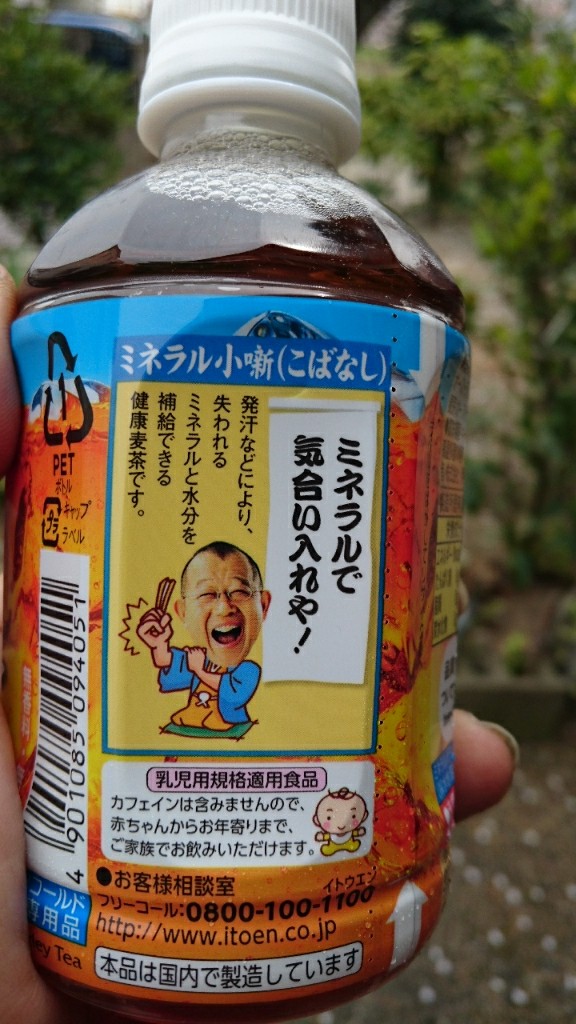 ミネラル小噺(こばなし)
ミネラルで
気合い入れや!
発汗などにより、
失われる
ミネラルと水分を
補給できる
健康麦茶です。
PET
ボトル
プラ
キャップ
ラベル
4 901085 094051
乳児用規格適用食品
カフェインは含みませんので、
赤ちゃんからお年寄りまで、
ご家族でお飲みいただけます。
コールド
専用品
●お客様相談室
イトウエン
フリーコール:0800-100-1100
http://www.itoen.co.jp
本品は国内で製造しています
ey Tea